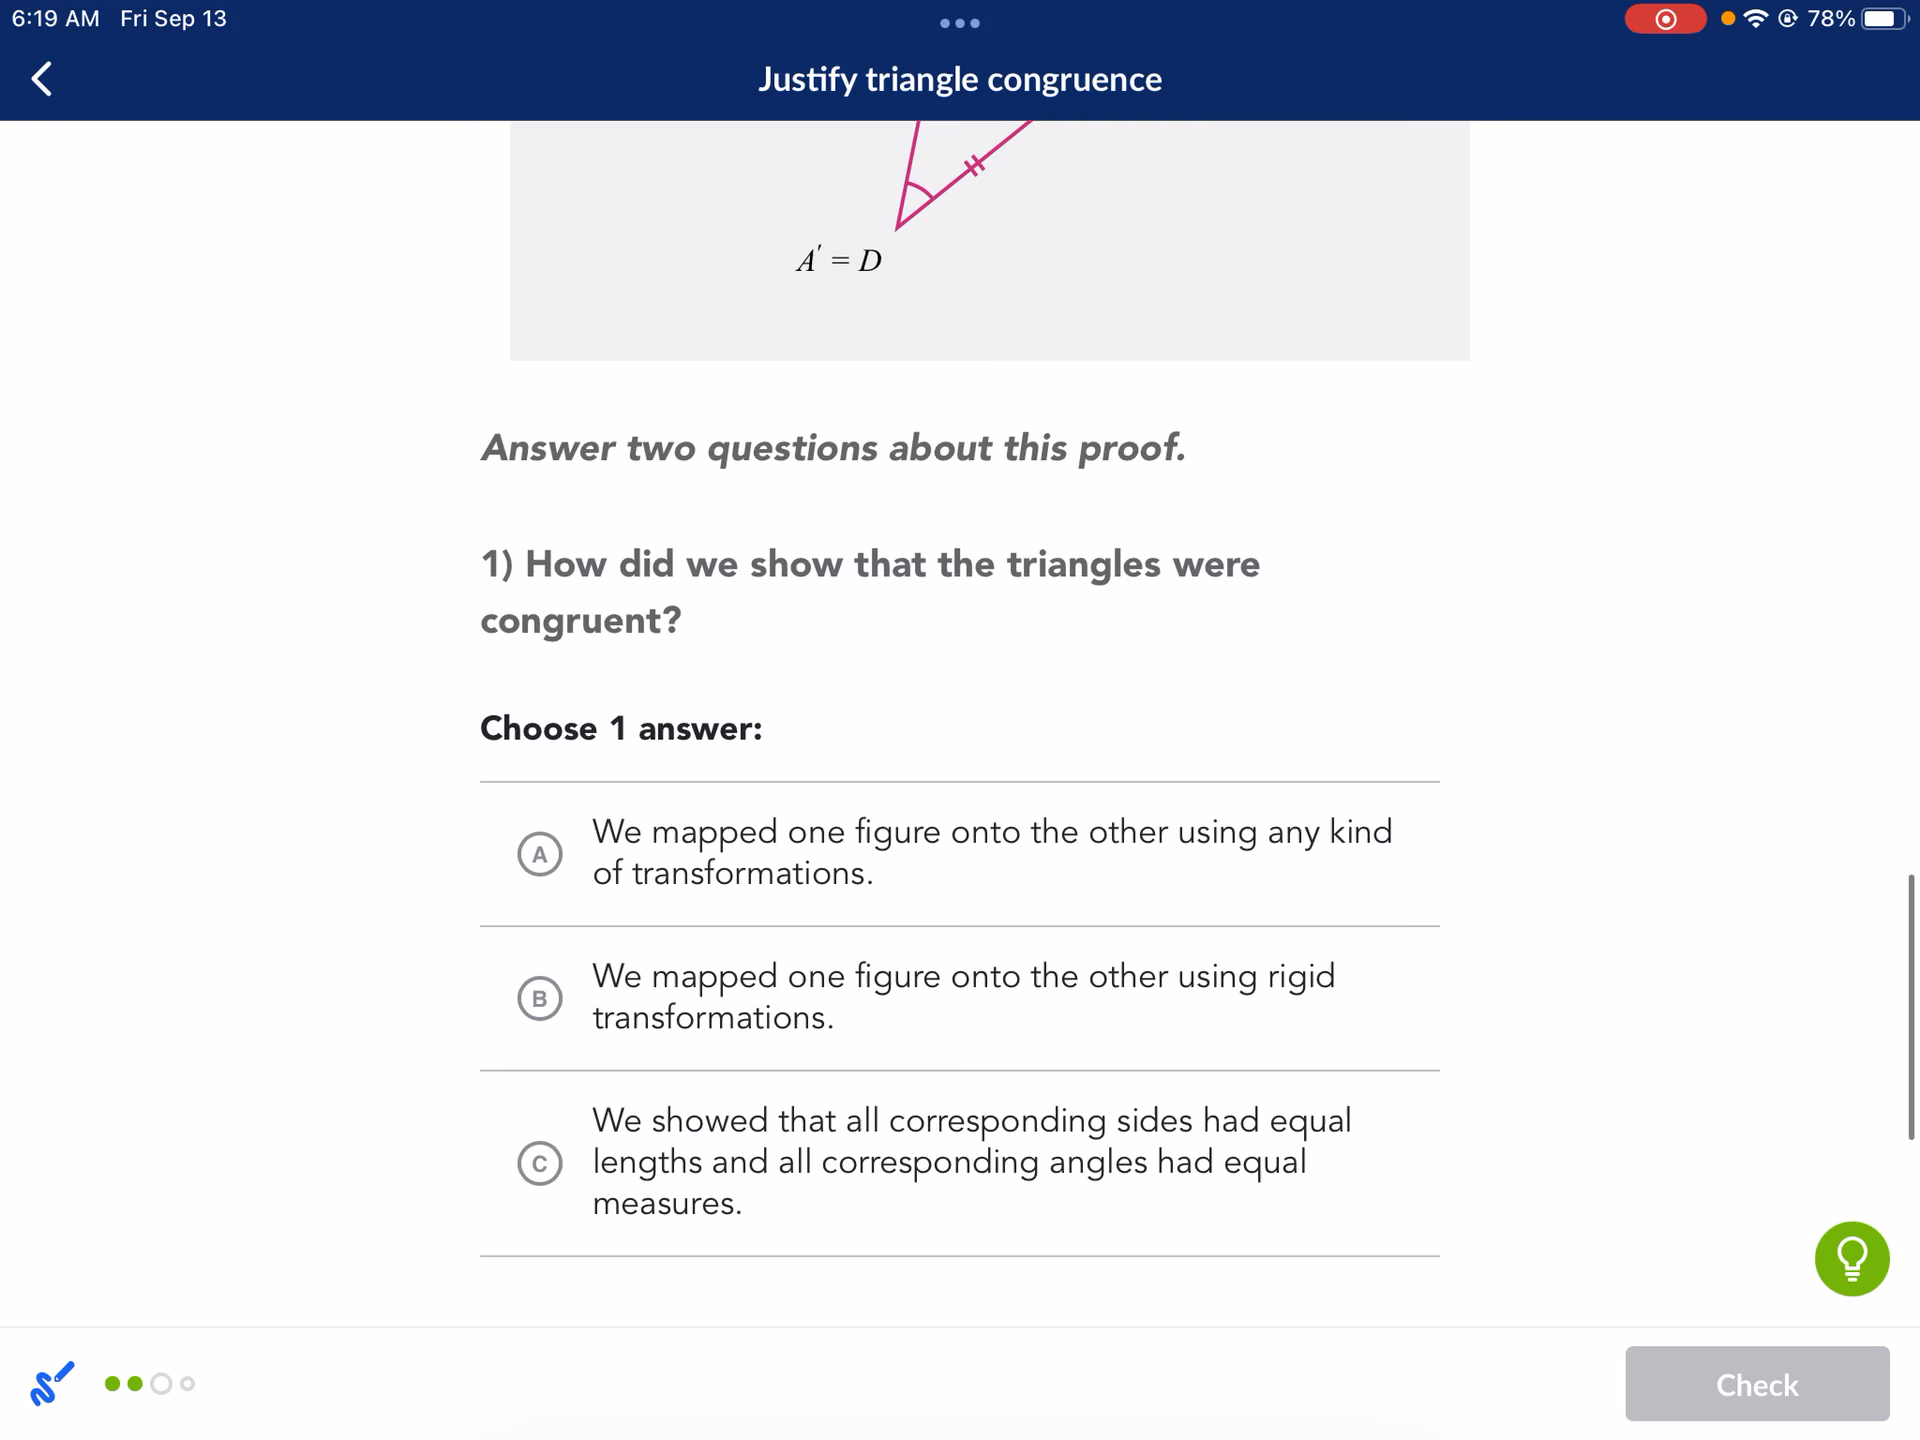 6:19 AM Fri Sep 13
78%
Justify triangle congruence
A' = D
Answer two questions about this proof.
1) How did we show that the triangles were
congruent?
Choose 1 answer:
A
We mapped one figure onto the other using any kind
of transformations.
B
We mapped one figure onto the other using rigid
transformations.
C
We showed that all corresponding sides had equal
lengths and all corresponding angles had equal
measures.
Check